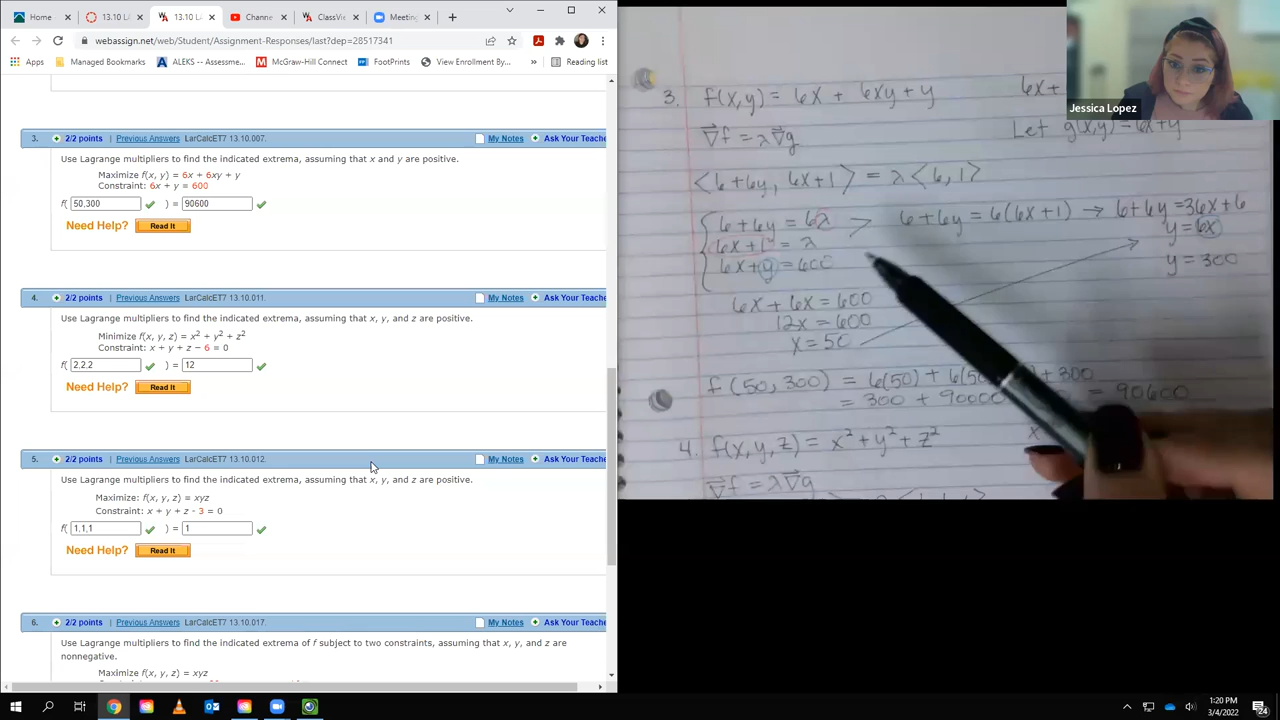 Home
13.10 L
13.10 L
Channe
ClassVie
Meeting
webassign.net/web/Student/Assignment-Responses/last?dep=28517341
Apps
Managed Bookmarks
ALEKS -- Assessme...
McGraw-Hill Connect
FootPrints
Mobile County Publi...
Reading list
3. 2/2 points | Previous Answers LarCalcET7 13.10.007. My Notes Ask Your Teache
Use Lagrange multipliers to find the indicated extrema, assuming that x and y are positive.
Maximize f(x, y) = 6x + 6xy + y
Constraint: 6x + y = 600
f( 50,300 ) = 90600
Need Help? Read It
4. 2/2 points | Previous Answers LarCalcET7 13.10.011. My Notes Ask Your Teache
Use Lagrange multipliers to find the indicated extrema, assuming that x, y, and z are positive.
Minimize f(x, y, z) = x² + y² + z²
Constraint: x + y + z − 6 = 0
f( 2,2,2 ) = 12
Need Help? Read It
5. 2/2 points | Previous Answers LarCalcET7 13.10.012. My Notes Ask Your Teache
Use Lagrange multipliers to find the indicated extrema, assuming that x, y, and z are positive.
Maximize: f(x, y, z) = xyz
Constraint: x + y + z - 3 = 0
f( 1,1,1 ) = 1
Need Help? Read It
6. 2/2 points | Previous Answers LarCalcET7 13.10.017. My Notes Ask Your Teache
Use Lagrange multipliers to find the indicated extrema of f subject to two constraints, assuming that x, y, and z are
nonnegative.
Maximize: f(x, y, z) = xyz
3. f(x,y) = 6x + 6xy + y 6x +
Jessica Lopez
∇f = λ∇g Let g(x,y) = 6x+y
<6+6y, 6x+1> = λ<6, 1>
6+6y = 6λ > 6+6y = 6(6x+1) → 6+6y = 36x+6
6x+1 = λ y = 6x
6x+y = 600 y = 300
6x + 6x = 600
12x = 600
x = 50
f(50, 300) = 6(50) + 6(50 + 300
= 300 + 90000 = 90600
4. f(x,y,z) = x² + y² + z² x
∇f = λ∇g
1:20 PM
3/4/2022
24